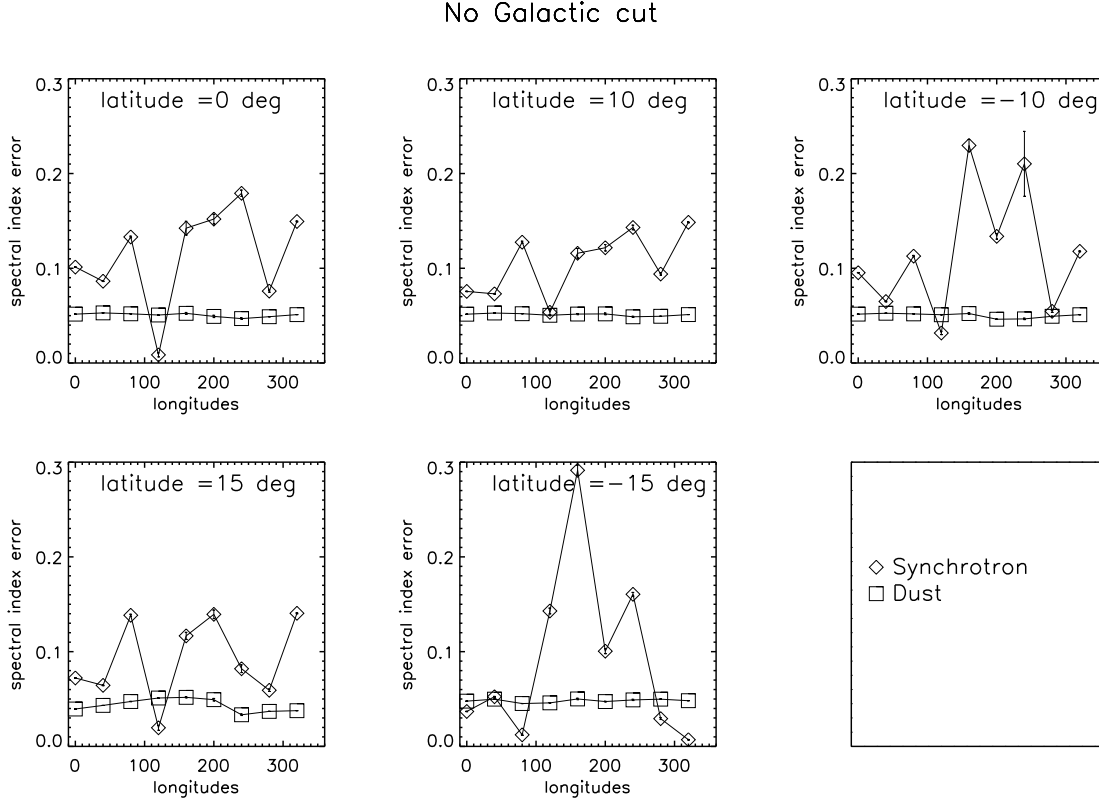 No Galactic cut
latitude =0 deg
spectral index error
0.3
0.2
0.1
0.0
0 100 200 300
longitudes
latitude =10 deg
spectral index error
0.3
0.2
0.1
0.0
0 100 200 300
longitudes
latitude =-10 deg
spectral index error
0.3
0.2
0.1
0.0
0 100 200 300
longitudes
latitude =15 deg
spectral index error
0.3
0.2
0.1
0.0
0 100 200 300
longitudes
latitude =-15 deg
spectral index error
0.3
0.2
0.1
0.0
0 100 200 300
longitudes
Synchrotron
Dust